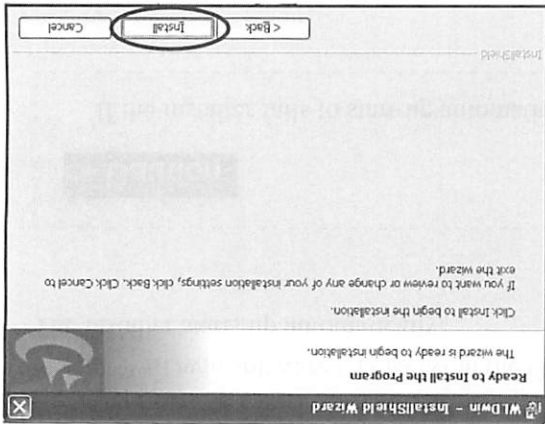 WLDwin - InstallShield Wizard
Ready to Install the Program
The wizard is ready to begin installation.
Click Install to begin the installation.
If you want to review or change any of your installation settings, click Back. Click Cancel to
exit the wizard.
InstallShield
< Back
Install
Cancel